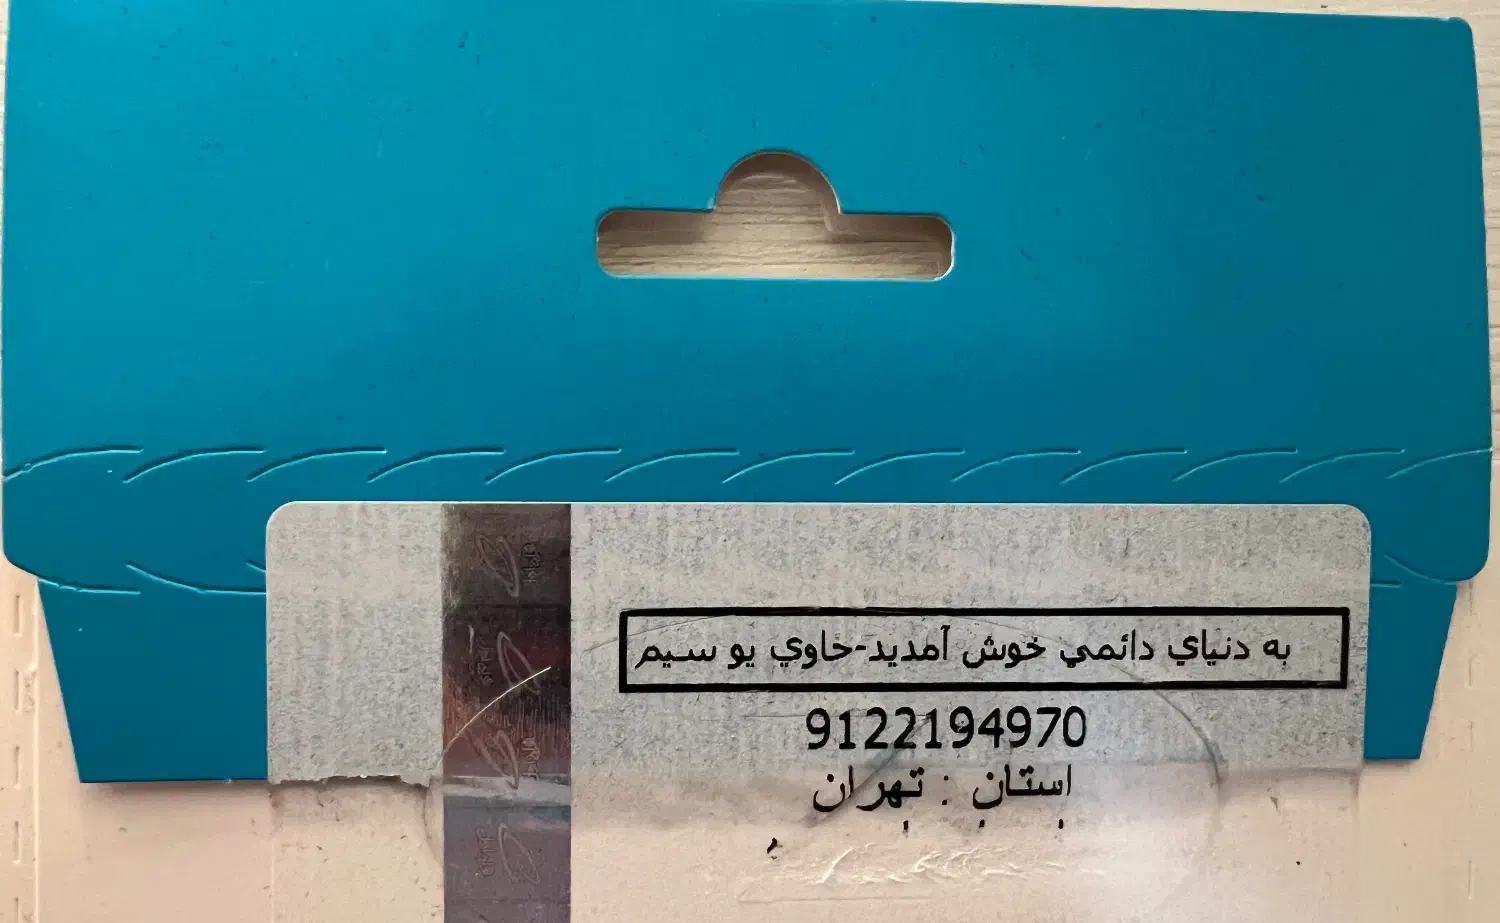 به دنياي دائمي خوش آمديد-حاوي يو سيم
9122194970
استان : تهران